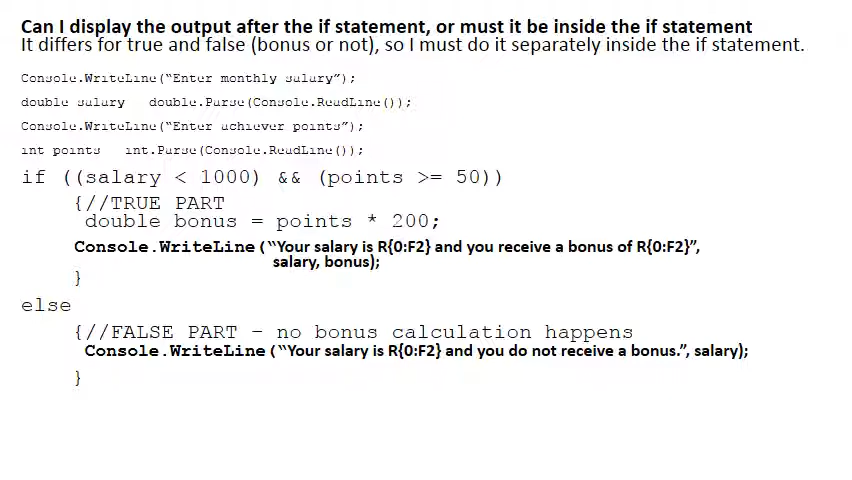 Can I display the output after the if statement, or must it be inside the if statement
It differs for true and false (bonus or not), so I must do it separately inside the if statement.
Console.WriteLine(“Enter monthly salary”);
double salary double.Parse(Console.ReadLine());
Console.WriteLine(“Enter achiever points”);
int points int.Parse(Console.ReadLine());
if ((salary < 1000) && (points >= 50))
{//TRUE PART
double bonus = points * 200;
Console.WriteLine(“Your salary is R{0:F2} and you receive a bonus of R{0:F2}”,
salary, bonus);
}
else
{//FALSE PART – no bonus calculation happens
Console.WriteLine(“Your salary is R{0:F2} and you do not receive a bonus.”, salary);
}